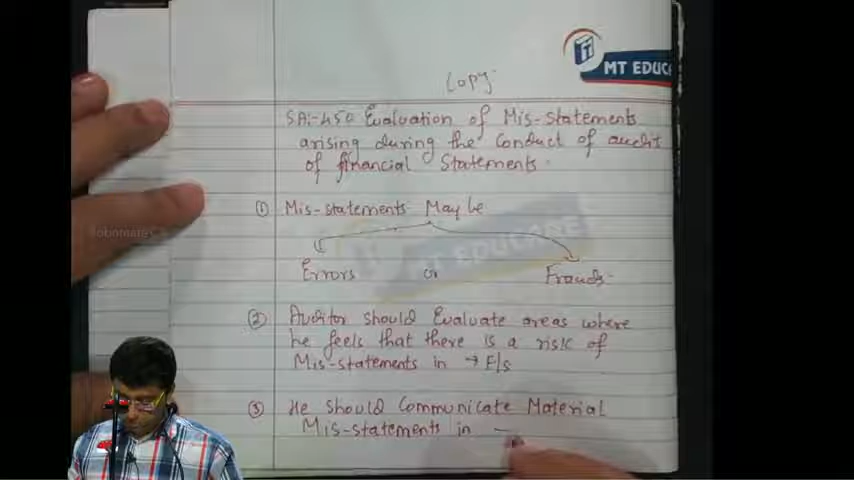 MT EDUC
Copy
SA:-450 Evaluation of Mis-statements
arising during the Conduct of audit
of financial Statements.
① Mis-statements May be
MT EDUCARE
Errors or Frauds
② Auditor should Evaluate areas where
he feels that there is a risk of
Mis-statements in → F/s
③ He should Communicate Material
Mis-statements in